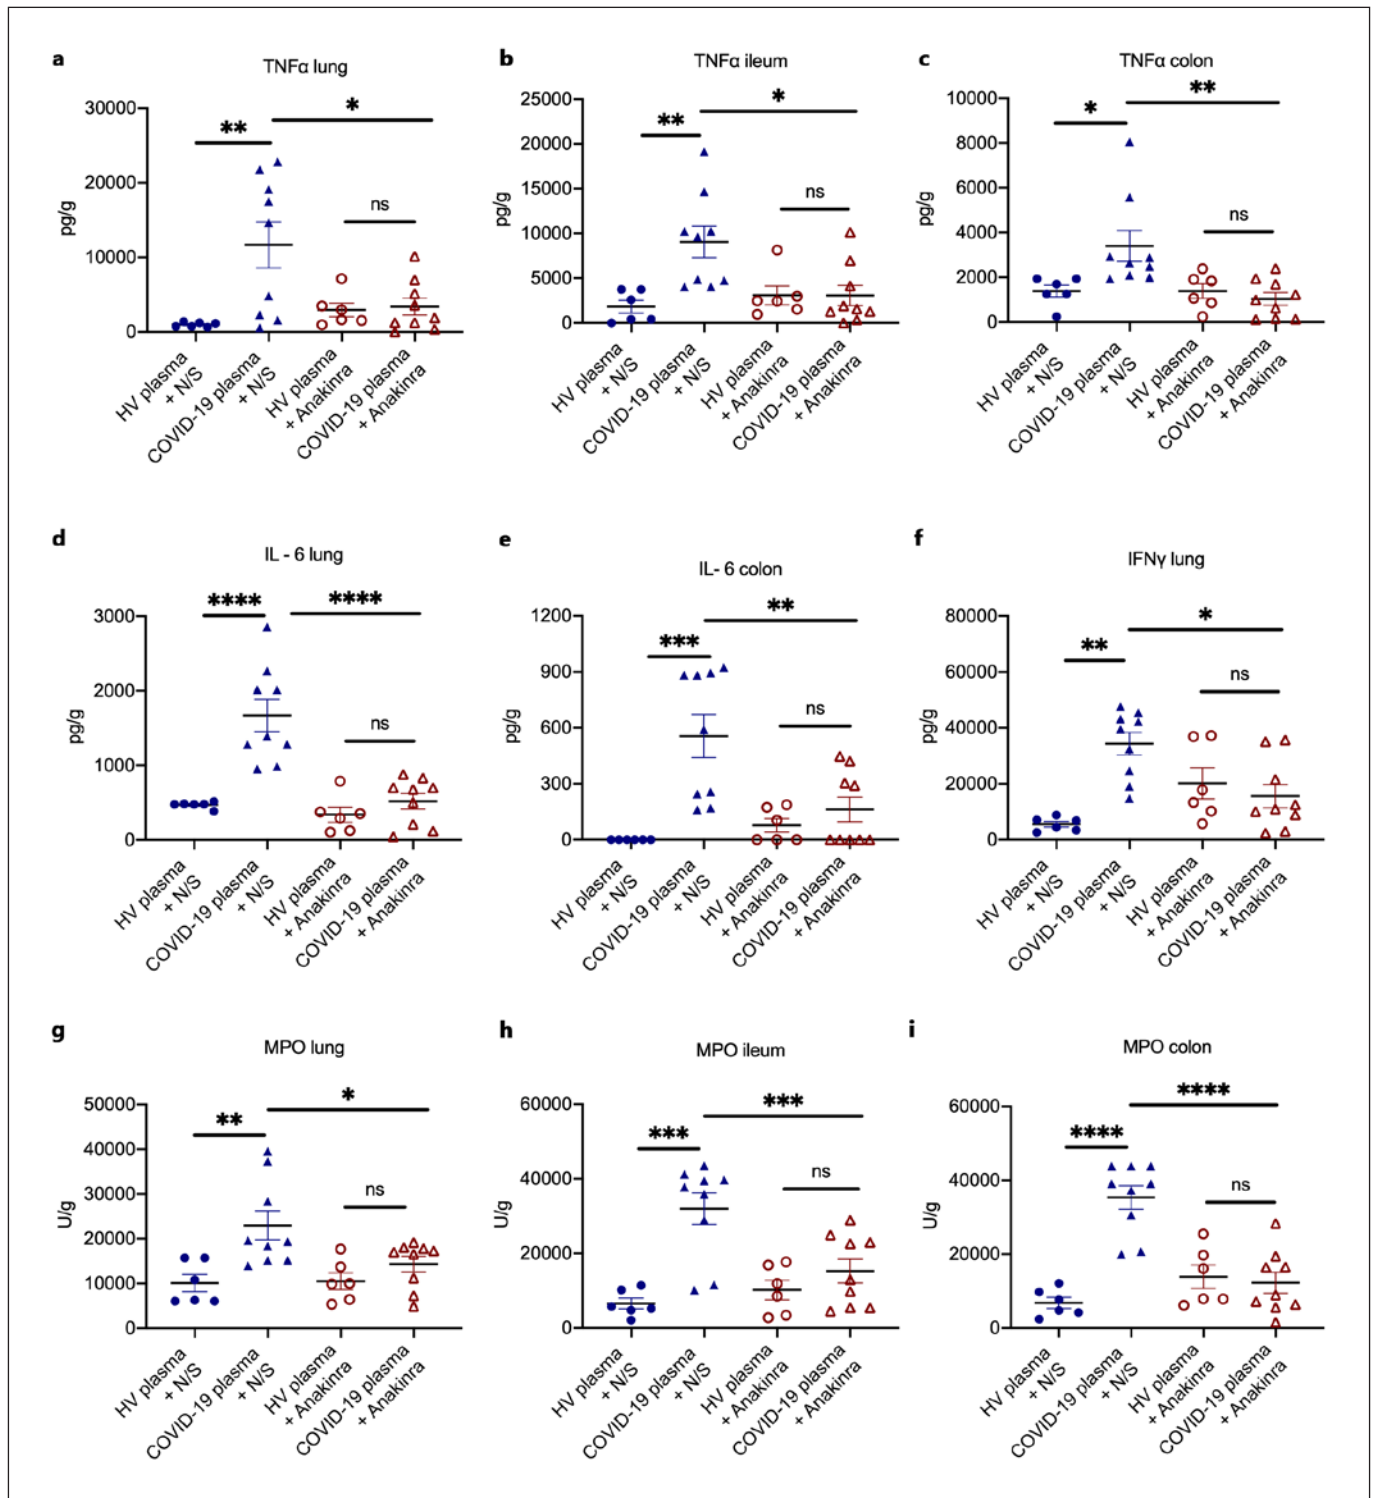 a
TNFα lung
30000
20000
10000
0
pg/g
**
*
ns
HV plasma
+ N/S
COVID-19 plasma
+ N/S
HV plasma
+ Anakinra
COVID-19 plasma
+ Anakinra
b
TNFα ileum
25000
20000
15000
10000
5000
0
pg/g
**
*
ns
HV plasma
+ N/S
COVID-19 plasma
+ N/S
HV plasma
+ Anakinra
COVID-19 plasma
+ Anakinra
c
TNFα colon
10000
8000
6000
4000
2000
0
pg/g
*
**
ns
HV plasma
+ N/S
COVID-19 plasma
+ N/S
HV plasma
+ Anakinra
COVID-19 plasma
+ Anakinra
d
IL - 6 lung
3000
2000
1000
0
pg/g
****
****
ns
HV plasma
+ N/S
COVID-19 plasma
+ N/S
HV plasma
+ Anakinra
COVID-19 plasma
+ Anakinra
e
IL- 6 colon
1200
900
600
300
0
pg/g
***
**
ns
HV plasma
+ N/S
COVID-19 plasma
+ N/S
HV plasma
+ Anakinra
COVID-19 plasma
+ Anakinra
f
IFNγ lung
80000
60000
40000
20000
0
pg/g
**
*
ns
HV plasma
+ N/S
COVID-19 plasma
+ N/S
HV plasma
+ Anakinra
COVID-19 plasma
+ Anakinra
g
MPO lung
50000
40000
30000
20000
10000
0
U/g
**
*
ns
HV plasma
+ N/S
COVID-19 plasma
+ N/S
HV plasma
+ Anakinra
COVID-19 plasma
+ Anakinra
h
MPO ileum
60000
40000
20000
0
U/g
***
***
ns
HV plasma
+ N/S
COVID-19 plasma
+ N/S
HV plasma
+ Anakinra
COVID-19 plasma
+ Anakinra
i
MPO colon
60000
40000
20000
0
U/g
****
****
ns
HV plasma
+ N/S
COVID-19 plasma
+ N/S
HV plasma
+ Anakinra
COVID-19 plasma
+ Anakinra